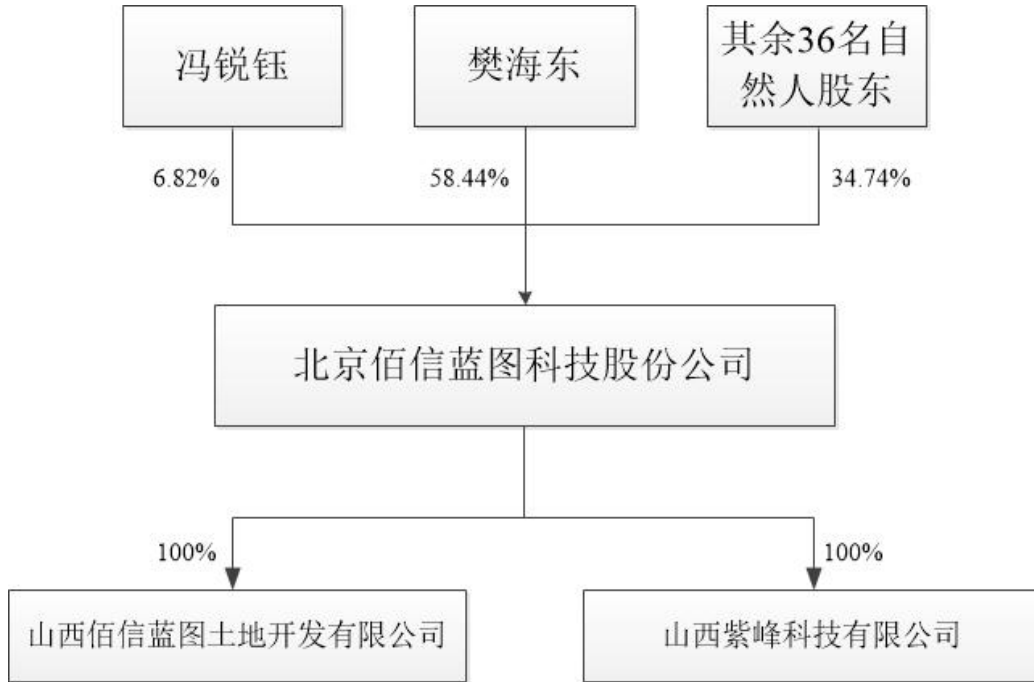 冯锐钰
樊海东
其余36名自
然人股东
6.82%
58.44%
34.74%
北京佰信蓝图科技股份公司
100%
100%
山西佰信蓝图土地开发有限公司
山西紫峰科技有限公司